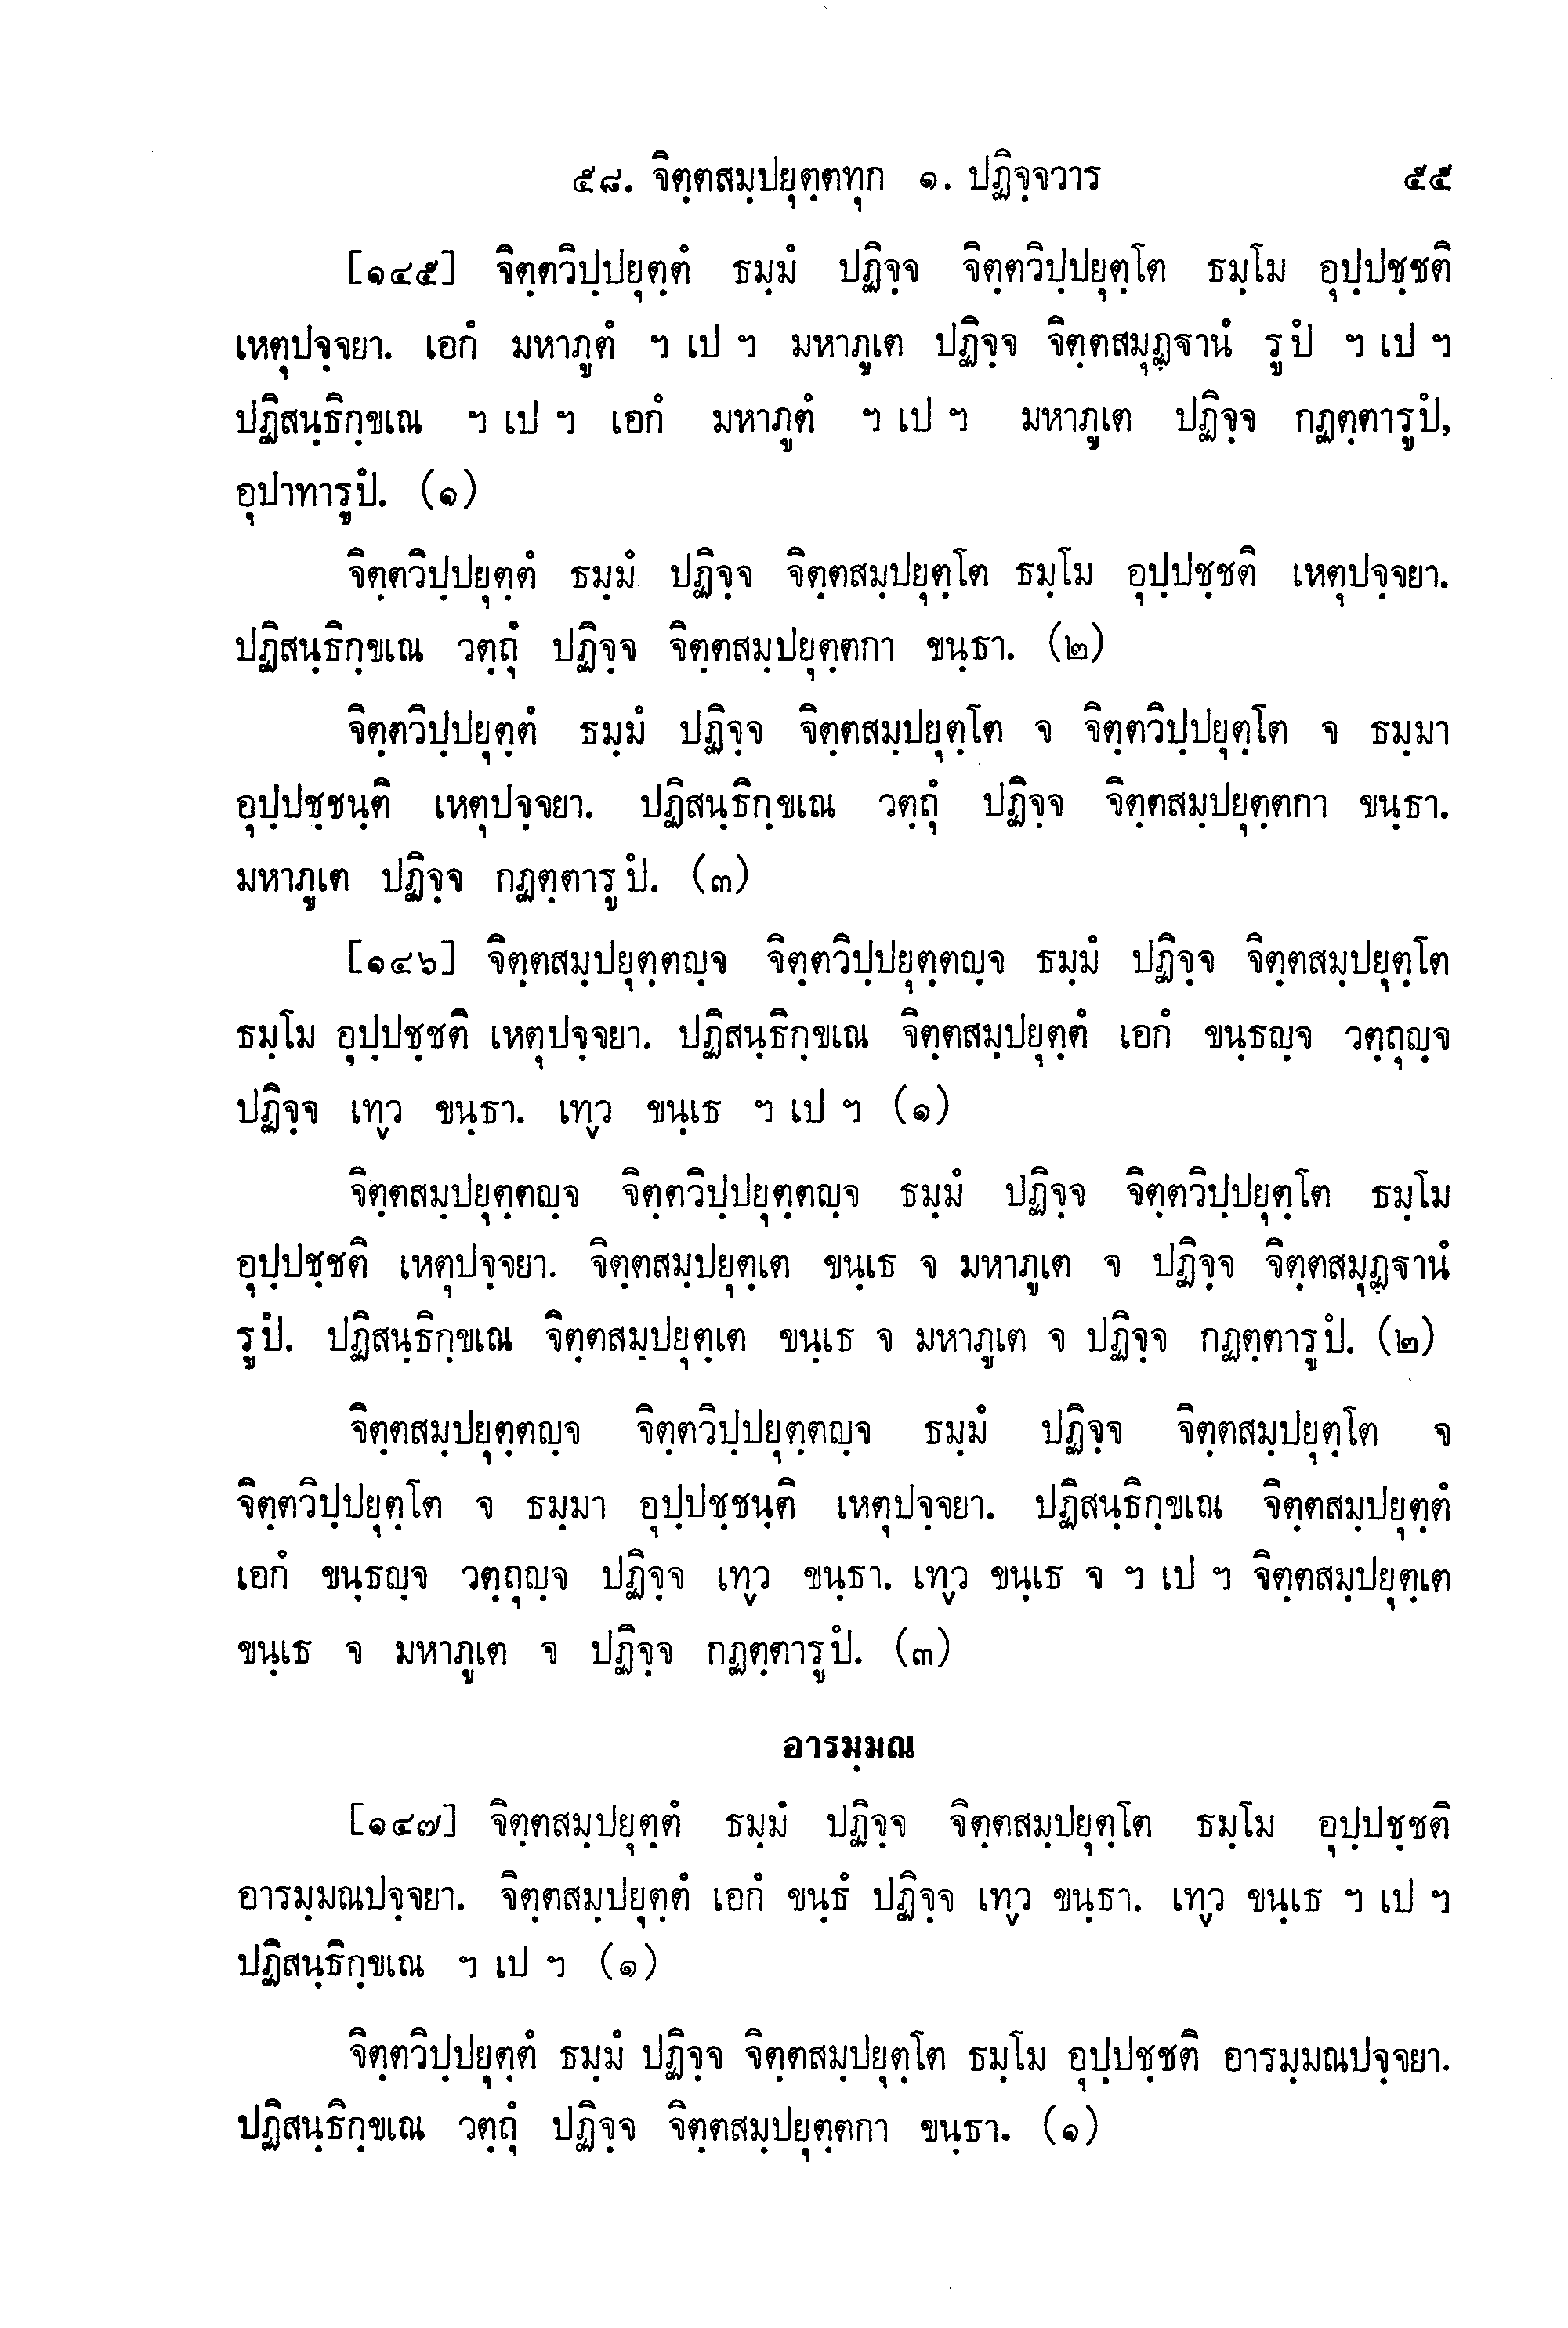 ๕๘. จิตฺตสมฺปยุตฺตทุก ๑. ปฏิจฺจวาร ๕๕
[๑๔๕] จิตฺตวิปฺปยุตฺตํ ธมฺมํ ปฏิจฺจ จิตฺตวิปฺปยุตฺโต ธมฺโม อุปฺปชฺชติ
เหตุปจฺจยา. เอกํ มหาภูตํ ฯ เป ฯ มหาภูเต ปฏิจฺจ จิตฺตสมุฏฺฐานํ รูปํ ฯ เป ฯ
ปฏิสนฺธิกฺขเณ ฯ เป ฯ เอกํ มหาภูตํ ฯ เป ฯ มหาภูเต ปฏิจฺจ กฏตฺตารูปํ,
อุปาทารูปํ. (๑)
จิตฺตวิปฺปยุตฺตํ ธมฺมํ ปฏิจฺจ จิตฺตสมฺปยุตฺโต ธมฺโม อุปฺปชฺชติ เหตุปจฺจยา.
ปฏิสนฺธิกฺขเณ วตฺถุํ ปฏิจฺจ จิตฺตสมฺปยุตฺตกา ขนฺธา. (๒)
จิตฺตวิปฺปยุตฺตํ ธมฺมํ ปฏิจฺจ จิตฺตสมฺปยุตฺโต จ จิตฺตวิปฺปยุตฺโต จ ธมฺมา
อุปฺปชฺชนฺติ เหตุปจฺจยา. ปฏิสนฺธิกฺขเณ วตฺถุํ ปฏิจฺจ จิตฺตสมฺปยุตฺตกา ขนฺธา.
มหาภูเต ปฏิจฺจ กฏตฺตารูปํ. (๓)
[๑๔๖] จิตฺตสมฺปยุตฺตญฺจ จิตฺตวิปฺปยุตฺตญฺจ ธมฺมํ ปฏิจฺจ จิตฺตสมฺปยุตฺโต
ธมฺโม อุปฺปชฺชติ เหตุปจฺจยา. ปฏิสนฺธิกฺขเณ จิตฺตสมฺปยุตฺตํ เอกํ ขนฺธญฺจ วตฺถุญฺจ
ปฏิจฺจ เทฺว ขนฺธา. เทฺว ขนฺเธ ฯ เป ฯ (๑)
จิตฺตสมฺปยุตฺตญฺจ จิตฺตวิปฺปยุตฺตญฺจ ธมฺมํ ปฏิจฺจ จิตฺตวิปฺปยุตฺโต ธมฺโม
อุปฺปชฺชติ เหตุปจฺจยา. จิตฺตสมฺปยุตฺเต ขนฺเธ จ มหาภูเต จ ปฏิจฺจ จิตฺตสมุฏฺฐานํ
รูปํ. ปฏิสนฺธิกฺขเณ จิตฺตสมฺปยุตฺเต ขนฺเธ จ มหาภูเต จ ปฏิจฺจ กฏตฺตารูปํ. (๒)
จิตฺตสมฺปยุตฺตญฺจ จิตฺตวิปฺปยุตฺตญฺจ ธมฺมํ ปฏิจฺจ จิตฺตสมฺปยุตฺโต จ
จิตฺตวิปฺปยุตฺโต จ ธมฺมา อุปฺปชฺชนฺติ เหตุปจฺจยา. ปฏิสนฺธิกฺขเณ จิตฺตสมฺปยุตฺตํ
เอกํ ขนฺธญฺจ วตฺถุญฺจ ปฏิจฺจ เทฺว ขนฺธา. เทฺว ขนฺเธ จ ฯ เป ฯ จิตฺตสมฺปยุตฺเต
ขนฺเธ จ มหาภูเต จ ปฏิจฺจ กฏตฺตารูปํ. (๓)
อารมฺมณ
[๑๔๗] จิตฺตสมฺปยุตฺตํ ธมฺมํ ปฏิจฺจ จิตฺตสมฺปยุตฺโต ธมฺโม อุปฺปชฺชติ
อารมฺมณปจฺจยา. จิตฺตสมฺปยุตฺตํ เอกํ ขนฺธํ ปฏิจฺจ เทฺว ขนฺธา. เทฺว ขนฺเธ ฯ เป ฯ
ปฏิสนฺธิกฺขเณ ฯ เป ฯ (๑)
จิตฺตวิปฺปยุตฺตํ ธมฺมํ ปฏิจฺจ จิตฺตสมฺปยุตฺโต ธมฺโม อุปฺปชฺชติ อารมฺมณปจฺจยา.
ปฏิสนฺธิกฺขเณ วตฺถุํ ปฏิจฺจ จิตฺตสมฺปยุตฺตกา ขนฺธา. (๑)